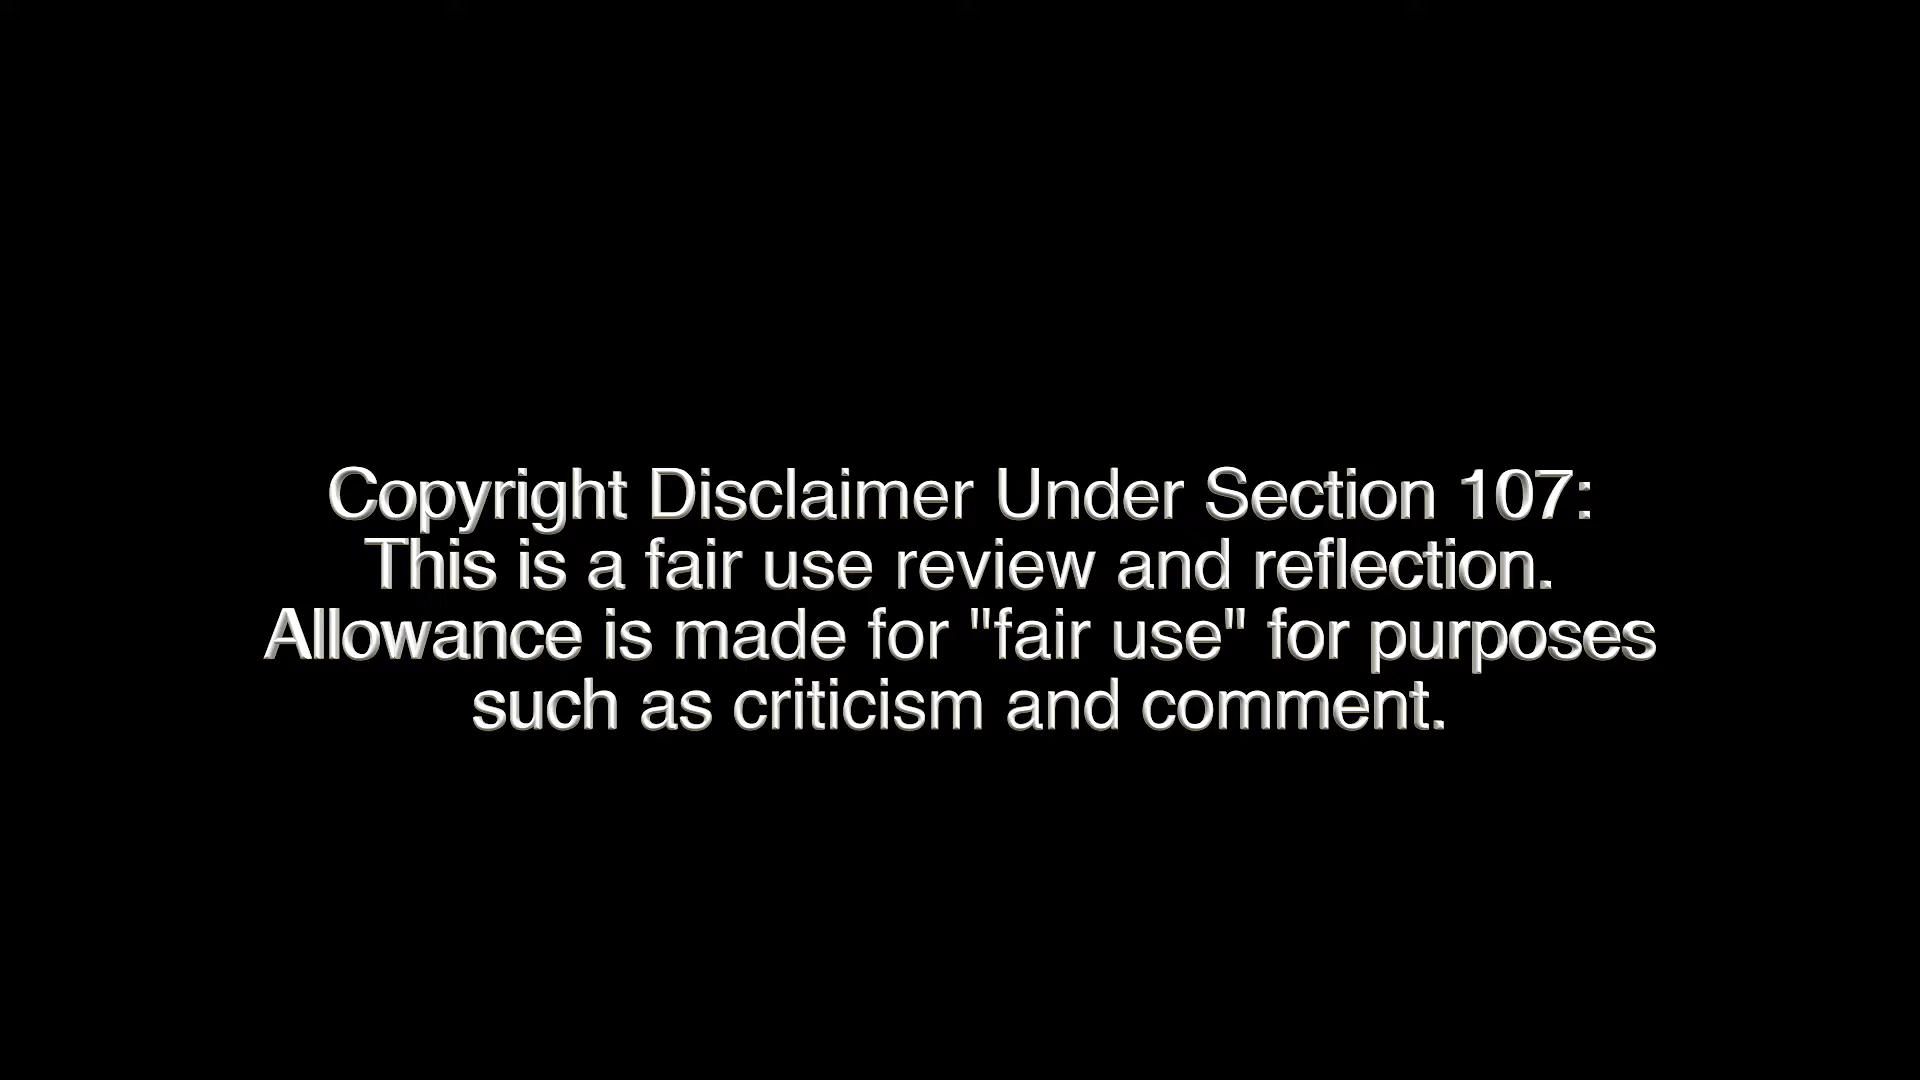 Copyright Disclaimer Under Section 107:
This is a fair use review and reflection.
Allowance is made for "fair use" for purposes
such as criticism and comment.